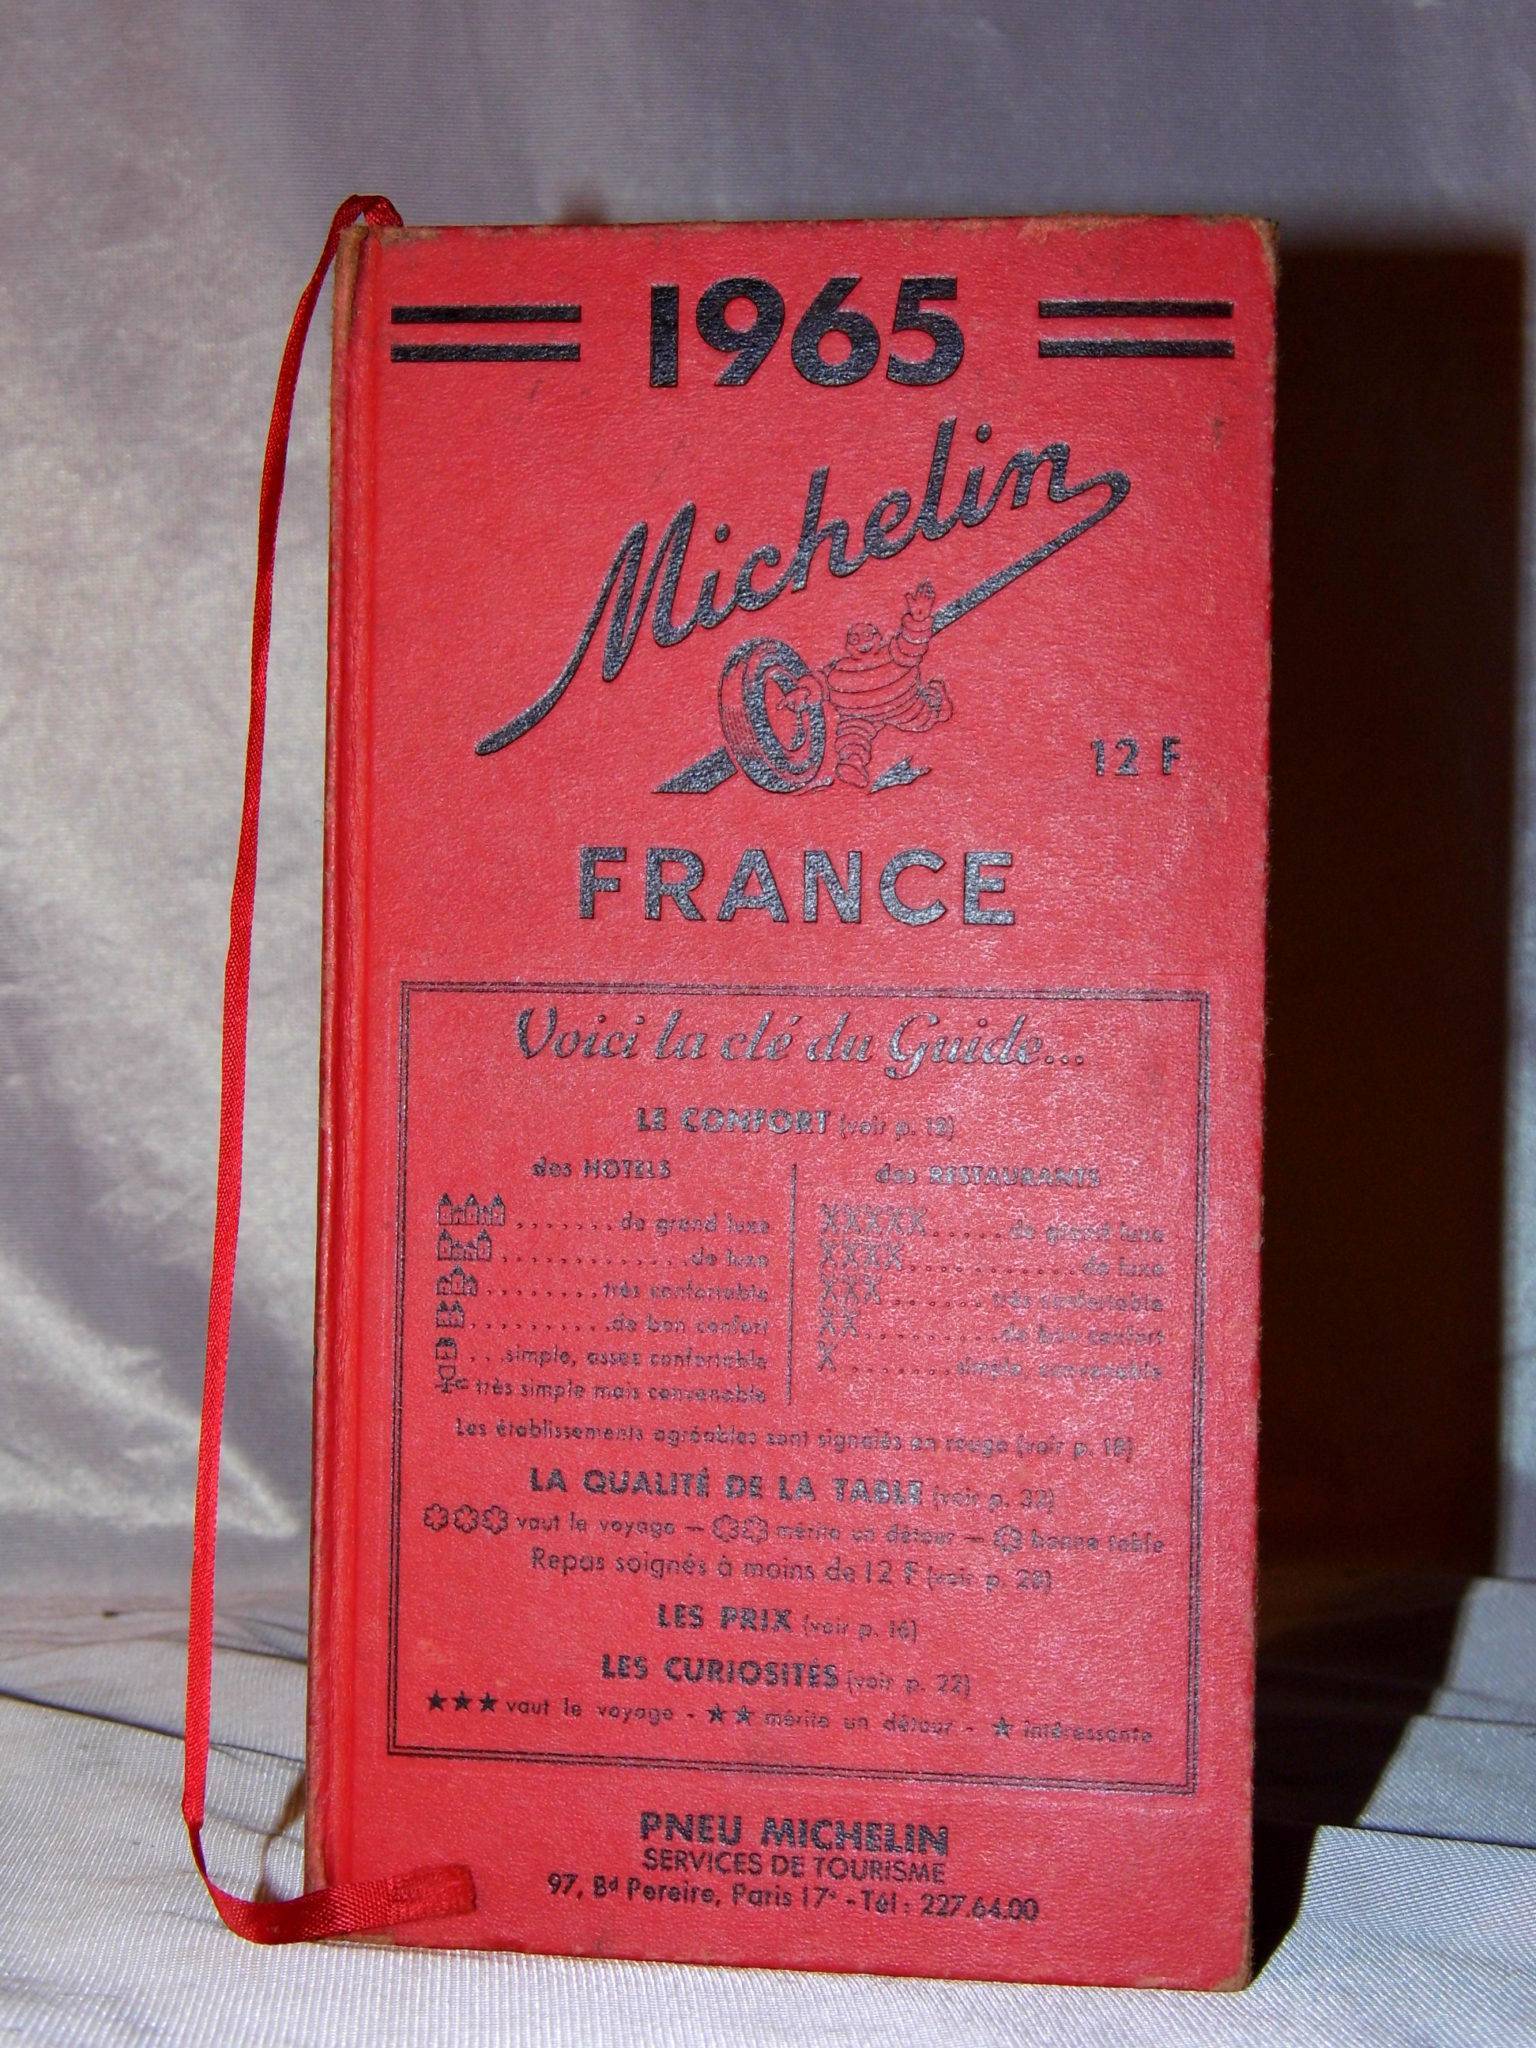 1965
Michelin
12 F
FRANCE
Voici la clé du Guide...
LE CONFORT (voir p. 18)
des HOTELS
des RESTAURANTS
.......de grand luxe
.............de luxe
........très confortable
..........de bon confort
...simple, assez confortable
très simple mais convenable
XXXXX.....de grand luxe
XXXX............de luxe
XXX......très confortable
XX..........de bon confort
X .......simple, convenable
Les établissements agréables sont signalés en rouge (voir p. 18)
LA QUALITÉ DE LA TABLE (voir p. 32)
vaut le voyage — mérite un détour — bonne table
Repas soignés à moins de 12 F (voir p. 28)
LES PRIX (voir p. 16)
LES CURIOSITÉS (voir p. 22)
★★★ vaut le voyage - ★★ mérite un détour - ★ intéressante
PNEU MICHELIN
SERVICES DE TOURISME
97, Bd Pereire, Paris 17e - Tél : 227.64.00